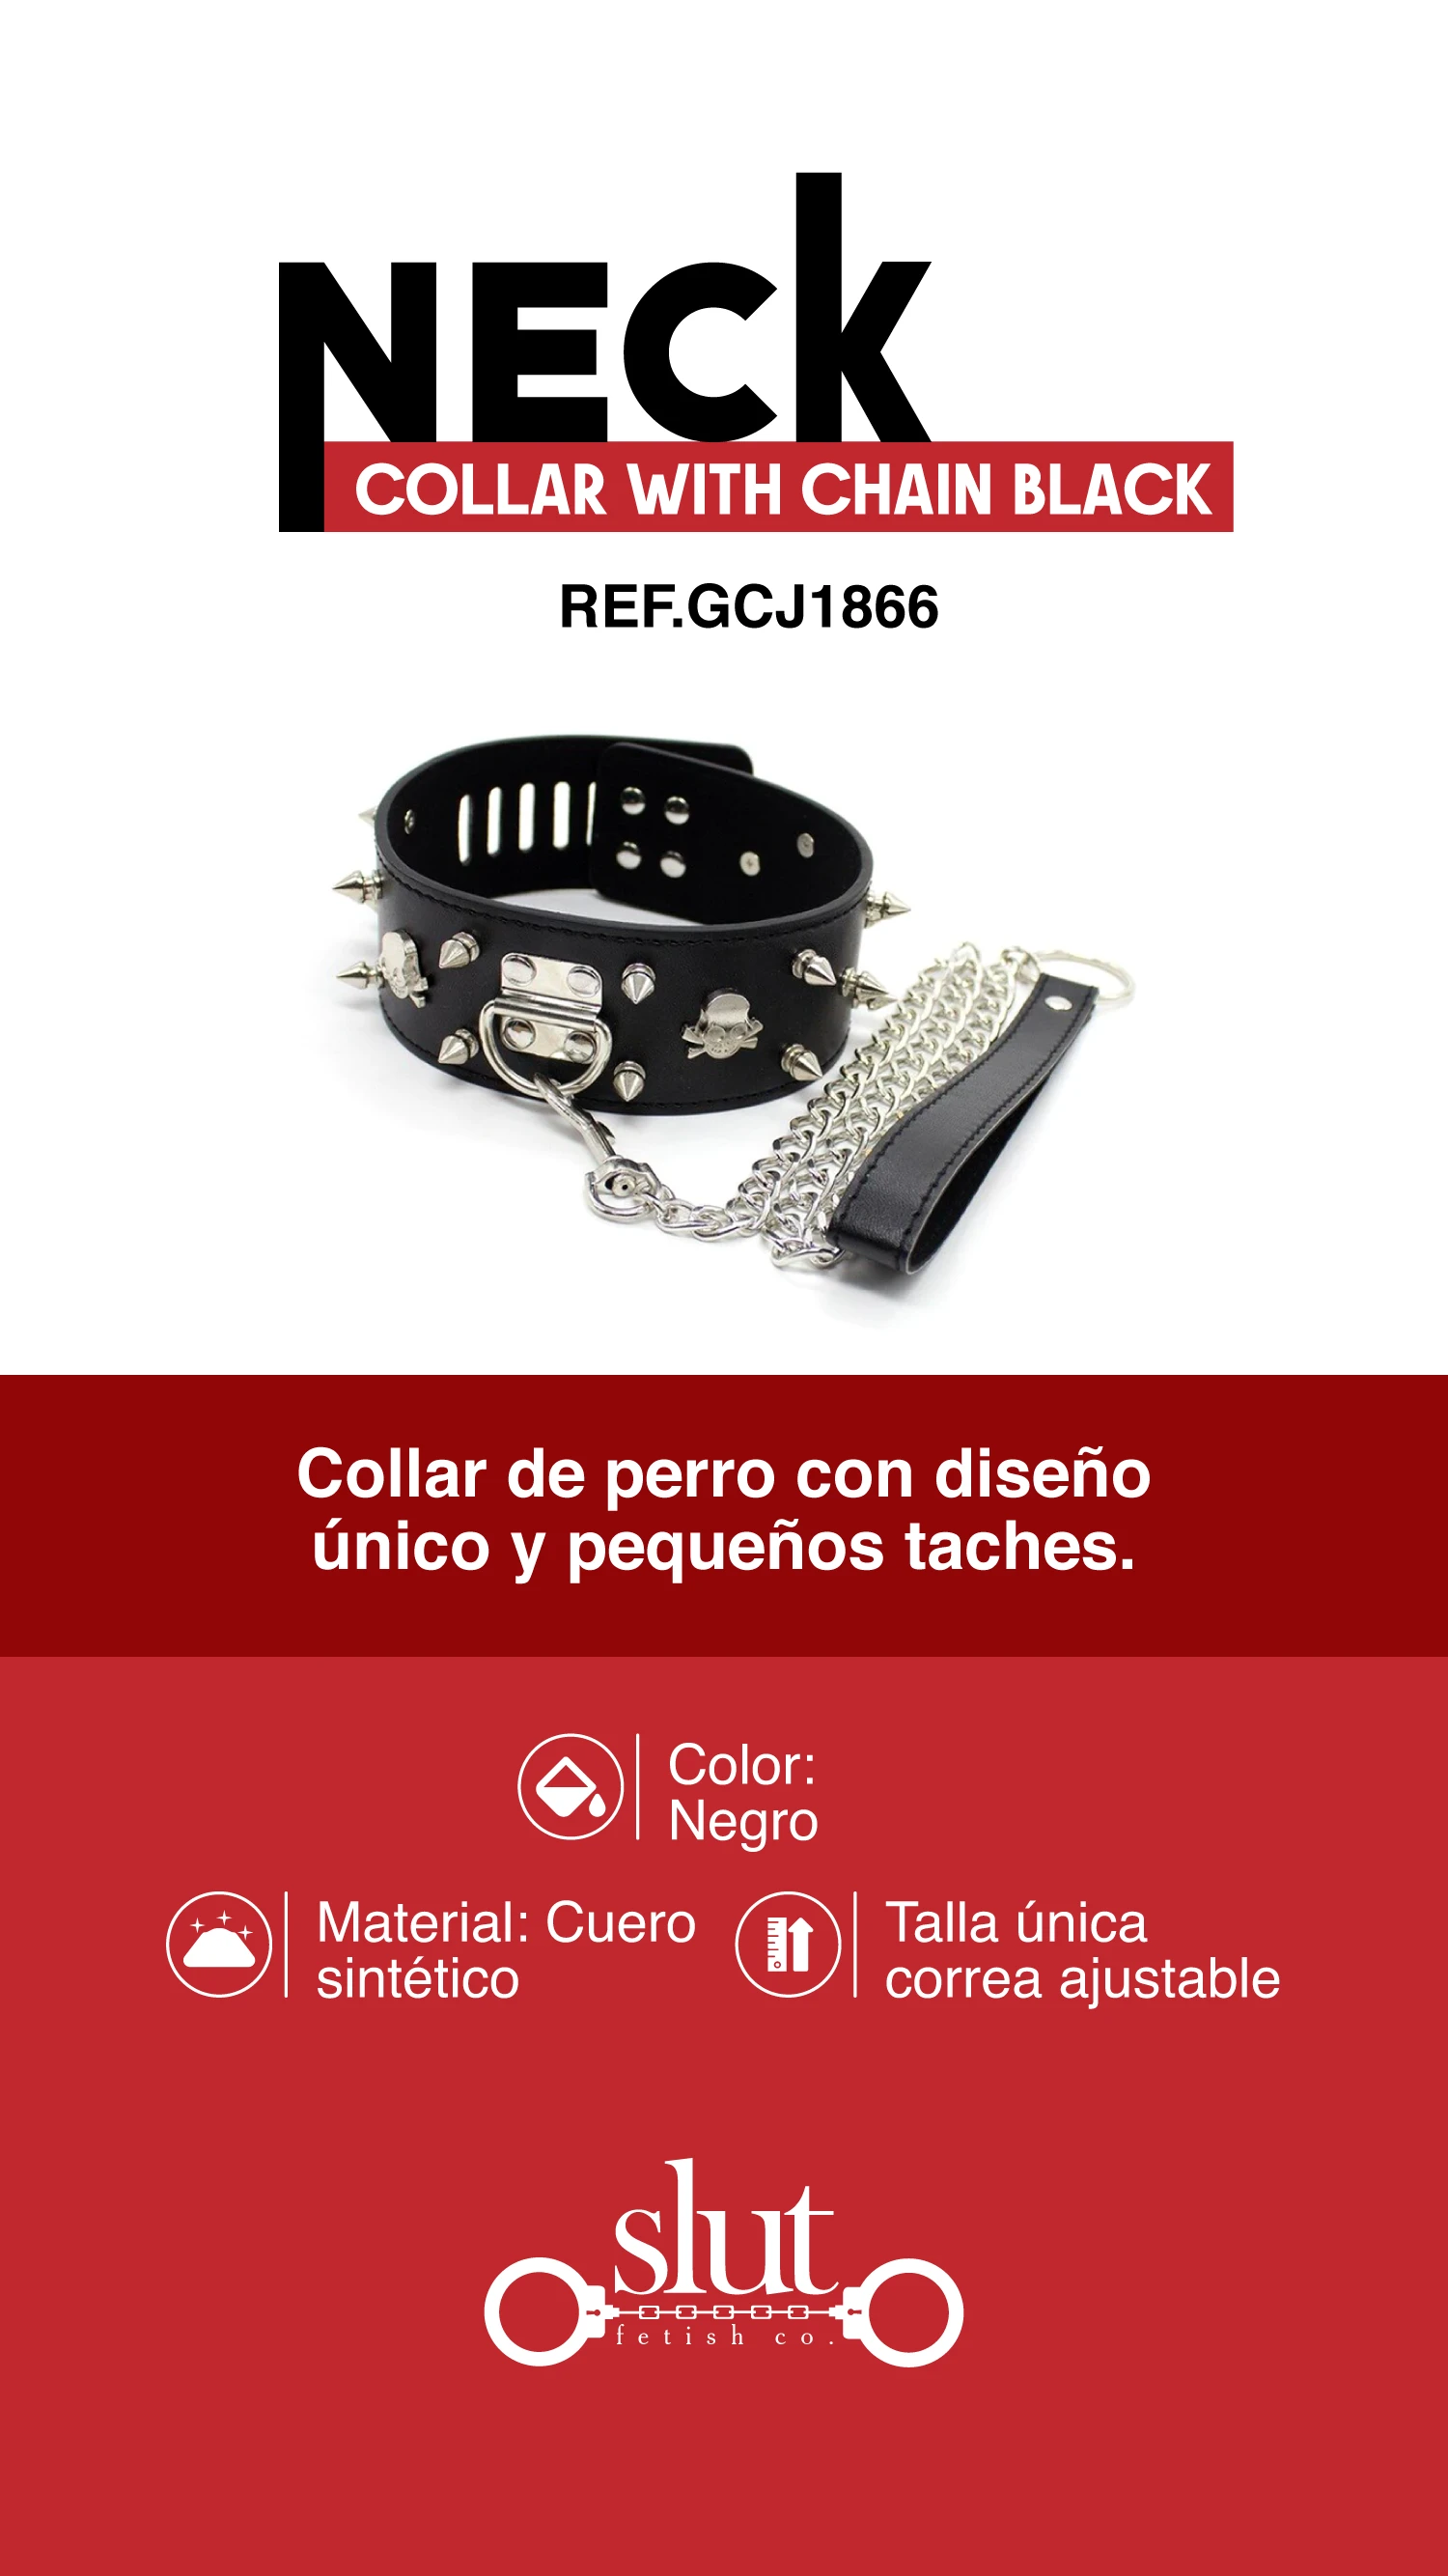 NECk
COLLAR WITH CHAIN BLACK
REF.GCJ1866
Collar de perro con diseño
único y pequeños taches.
Color:
Negro
Material: Cuero
sintético
Talla única
correa ajustable
slut
fetish co.